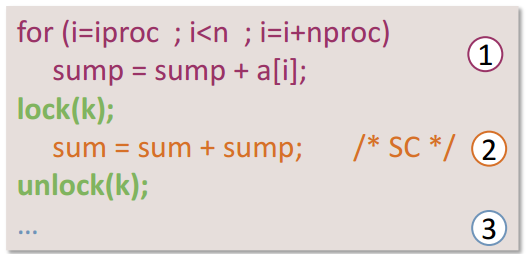 for (i=iproc ; i<n ; i=i+nproc)
sump = sump + a[i]; 1
lock(k);
sum = sum + sump; /* SC */ 2
unlock(k);
... 3